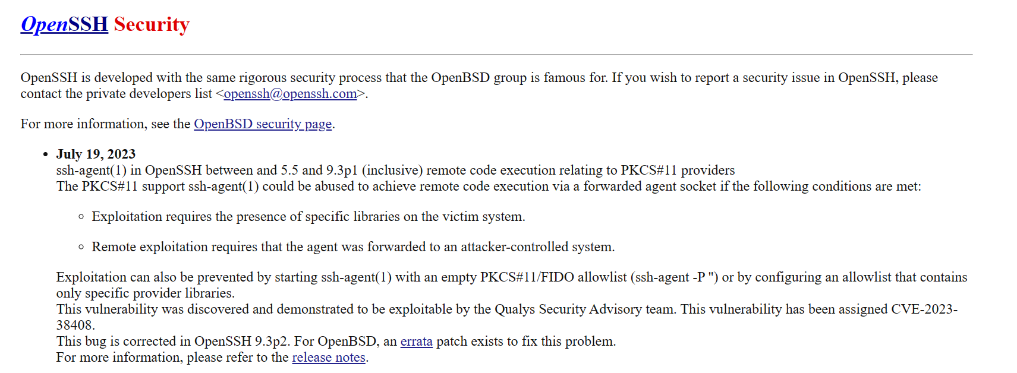 OpenSSH Security
OpenSSH is developed with the same rigorous security process that the OpenBSD group is famous for. If you wish to report a security issue in OpenSSH, please
contact the private developers list <openssh@openssh.com>.
For more information, see the OpenBSD security page.
• July 19, 2023
ssh-agent(1) in OpenSSH between and 5.5 and 9.3p1 (inclusive) remote code execution relating to PKCS#11 providers
The PKCS#11 support ssh-agent(1) could be abused to achieve remote code execution via a forwarded agent socket if the following conditions are met:
◦ Exploitation requires the presence of specific libraries on the victim system.
◦ Remote exploitation requires that the agent was forwarded to an attacker-controlled system.
Exploitation can also be prevented by starting ssh-agent(1) with an empty PKCS#11/FIDO allowlist (ssh-agent -P '') or by configuring an allowlist that contains
only specific provider libraries.
This vulnerability was discovered and demonstrated to be exploitable by the Qualys Security Advisory team. This vulnerability has been assigned CVE-2023-
38408.
This bug is corrected in OpenSSH 9.3p2. For OpenBSD, an errata patch exists to fix this problem.
For more information, please refer to the release notes.